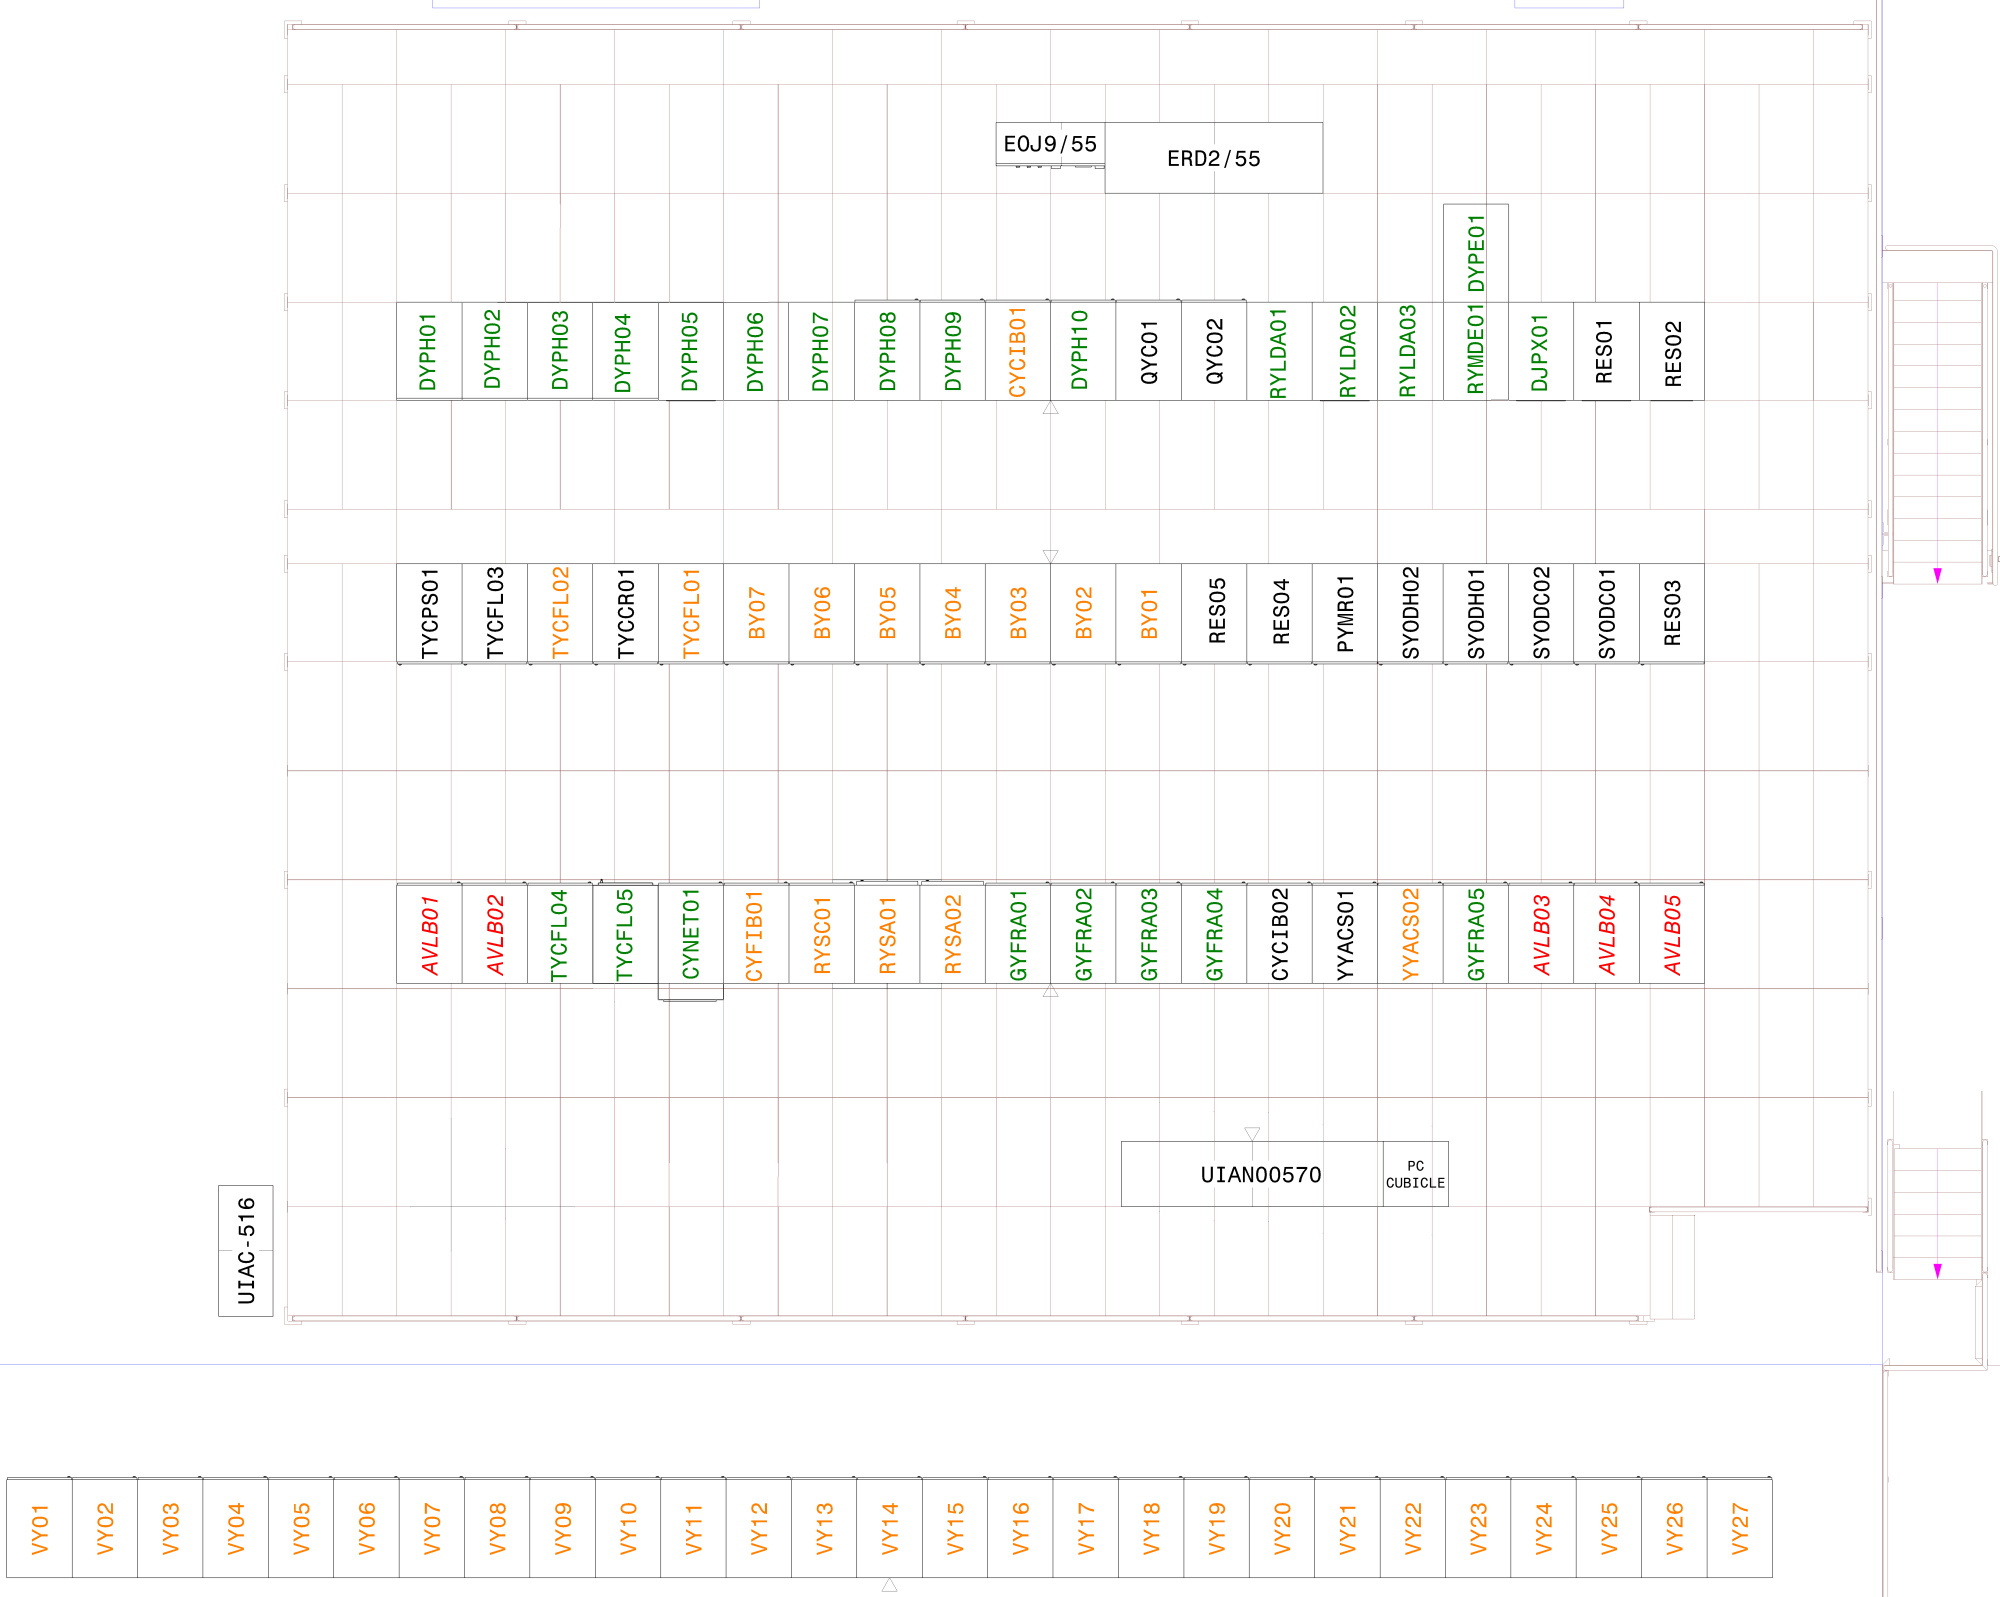 EOJ9/55
ERD2/55
DYPE01
DYPH01
DYPH02
DYPH03
DYPH04
DYPH05
DYPH06
DYPH07
DYPH08
DYPH09
CYCIB01
DYPH10
QYC01
QYC02
RYLDA01
RYLDA02
RYLDA03
RYMDE01
DJPX01
RES01
RES02
TYCPS01
TYCFL03
TYCFL02
TYCCR01
TYCFL01
BY07
BY06
BY05
BY04
BY03
BY02
BY01
RES05
RES04
PYMR01
SYODH02
SYODH01
SYODC02
SYODC01
RES03
AVLB01
AVLB02
TYCFL04
TYCFL05
CYNET01
CYFIB01
RYSC01
RYSA01
RYSA02
GYFRA01
GYFRA02
GYFRA03
GYFRA04
CYCIB02
YYACS01
YYACS02
GYFRA05
AVLB03
AVLB04
AVLB05
UIAN00570
PC
CUBICLE
UIAC-516
VY01
VY02
VY03
VY04
VY05
VY06
VY07
VY08
VY09
VY10
VY11
VY12
VY13
VY14
VY15
VY16
VY17
VY18
VY19
VY20
VY21
VY22
VY23
VY24
VY25
VY26
VY27